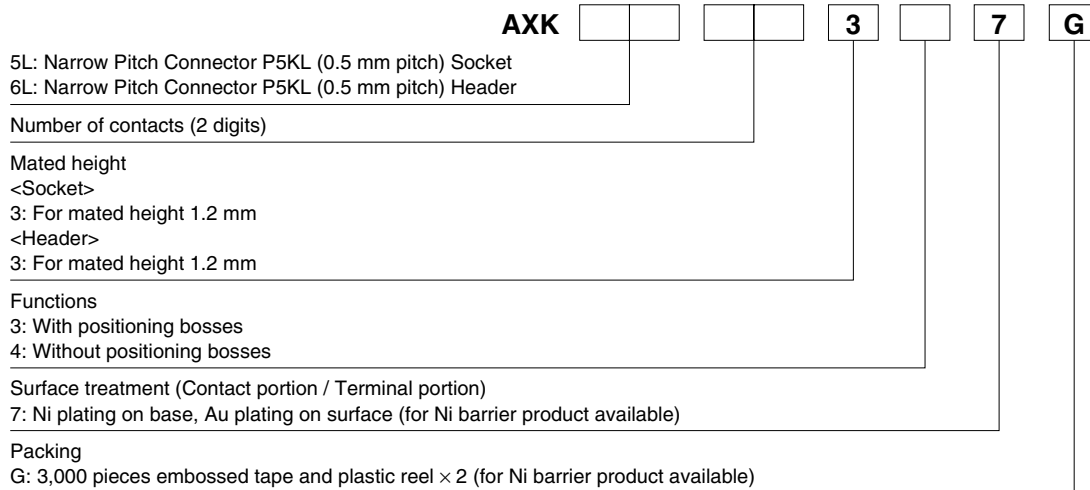 AXK 3 7 G
5L: Narrow Pitch Connector P5KL (0.5 mm pitch) Socket
6L: Narrow Pitch Connector P5KL (0.5 mm pitch) Header
Number of contacts (2 digits)
Mated height
<Socket>
3: For mated height 1.2 mm
<Header>
3: For mated height 1.2 mm
Functions
3: With positioning bosses
4: Without positioning bosses
Surface treatment (Contact portion / Terminal portion)
7: Ni plating on base, Au plating on surface (for Ni barrier product available)
Packing
G: 3,000 pieces embossed tape and plastic reel × 2 (for Ni barrier product available)